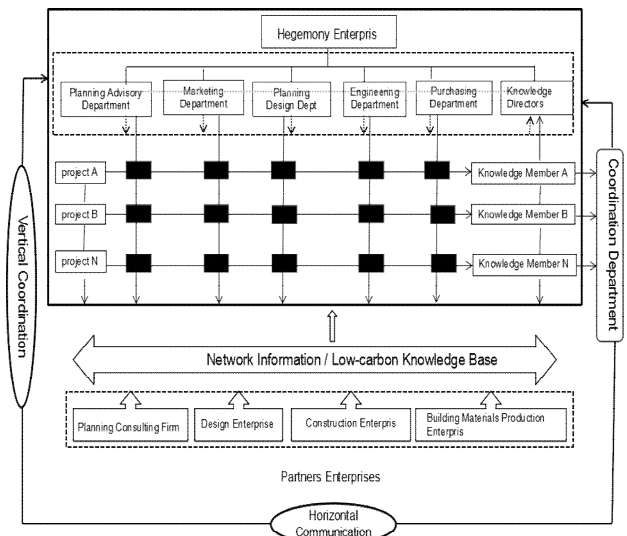 Hegemony Enterpris
Planning Advisory
Department
Marketing
Department
Planning
Design Dept
Engineering
Department
Purchasing
Department
Knowledge
Directors
project A
Knowledge Member A
project B
Knowledge Member B
project N
Knowledge Member N
Vertical Coordination
Coordination Department
Network Information / Low-carbon Knowledge Base
Planning Consulting Firm
Design Enterprise
Construction Enterpris
Building Materials Production
Enterpris
Partners Enterprises
Horizontal
Communication